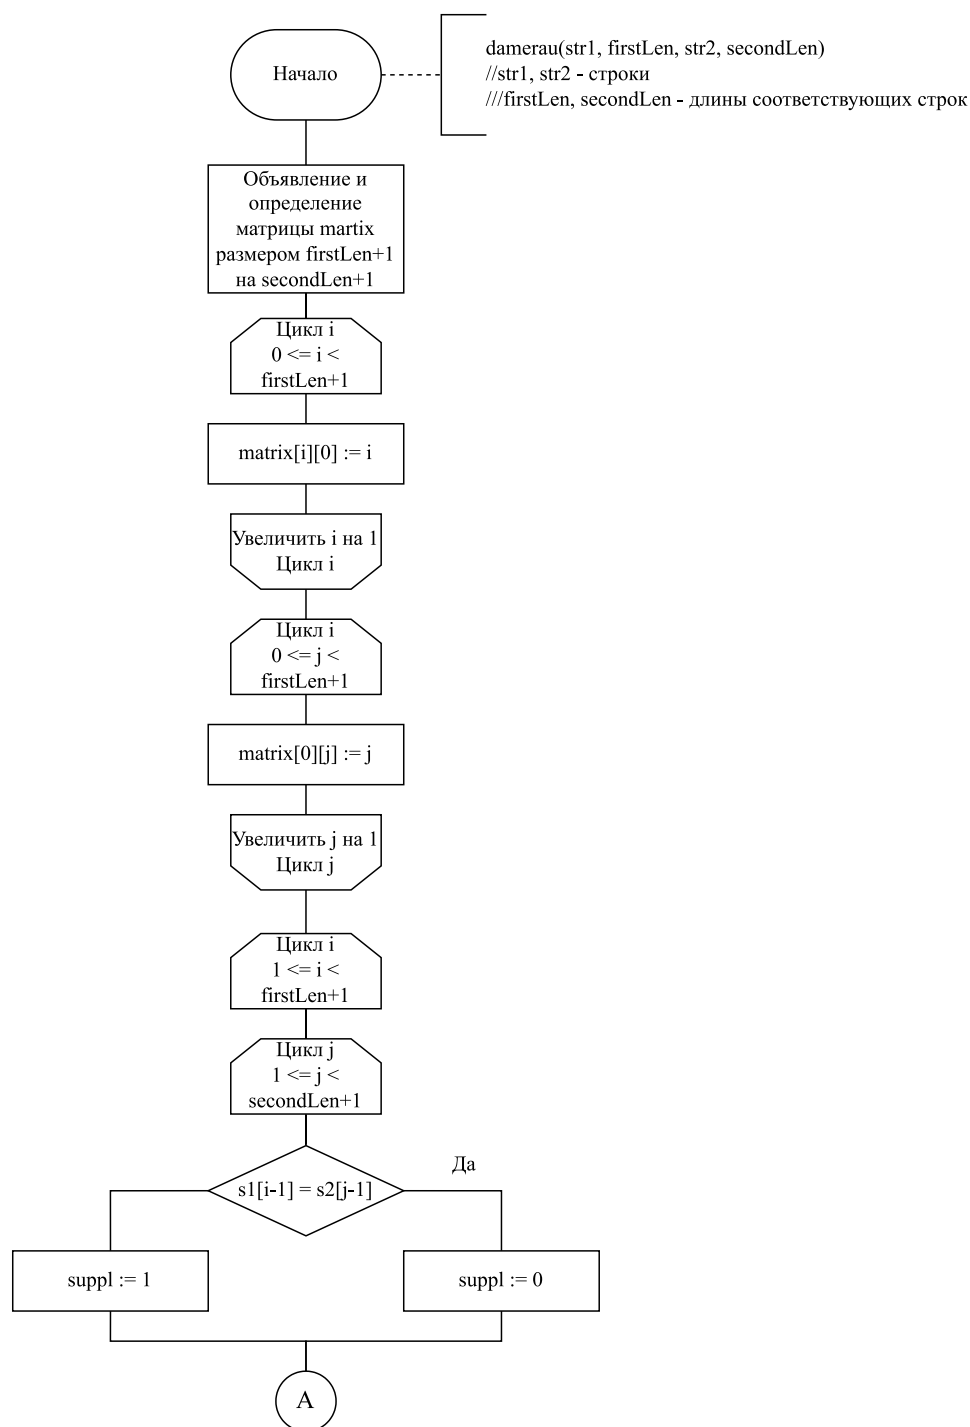 Начало
damerau(str1, firstLen, str2, secondLen)
//str1, str2 - строки
///firstLen, secondLen - длины соответствующих строк
Объявление и
определение
матрицы martix
размером firstLen+1
на secondLen+1
Цикл i
0 <= i <
firstLen+1
matrix[i][0] := i
Увеличить i на 1
Цикл i
Цикл i
0 <= j <
firstLen+1
matrix[0][j] := j
Увеличить j на 1
Цикл j
Цикл i
1 <= i <
firstLen+1
Цикл j
1 <= j <
secondLen+1
s1[i-1] = s2[j-1]
Да
suppl := 1
suppl := 0
A